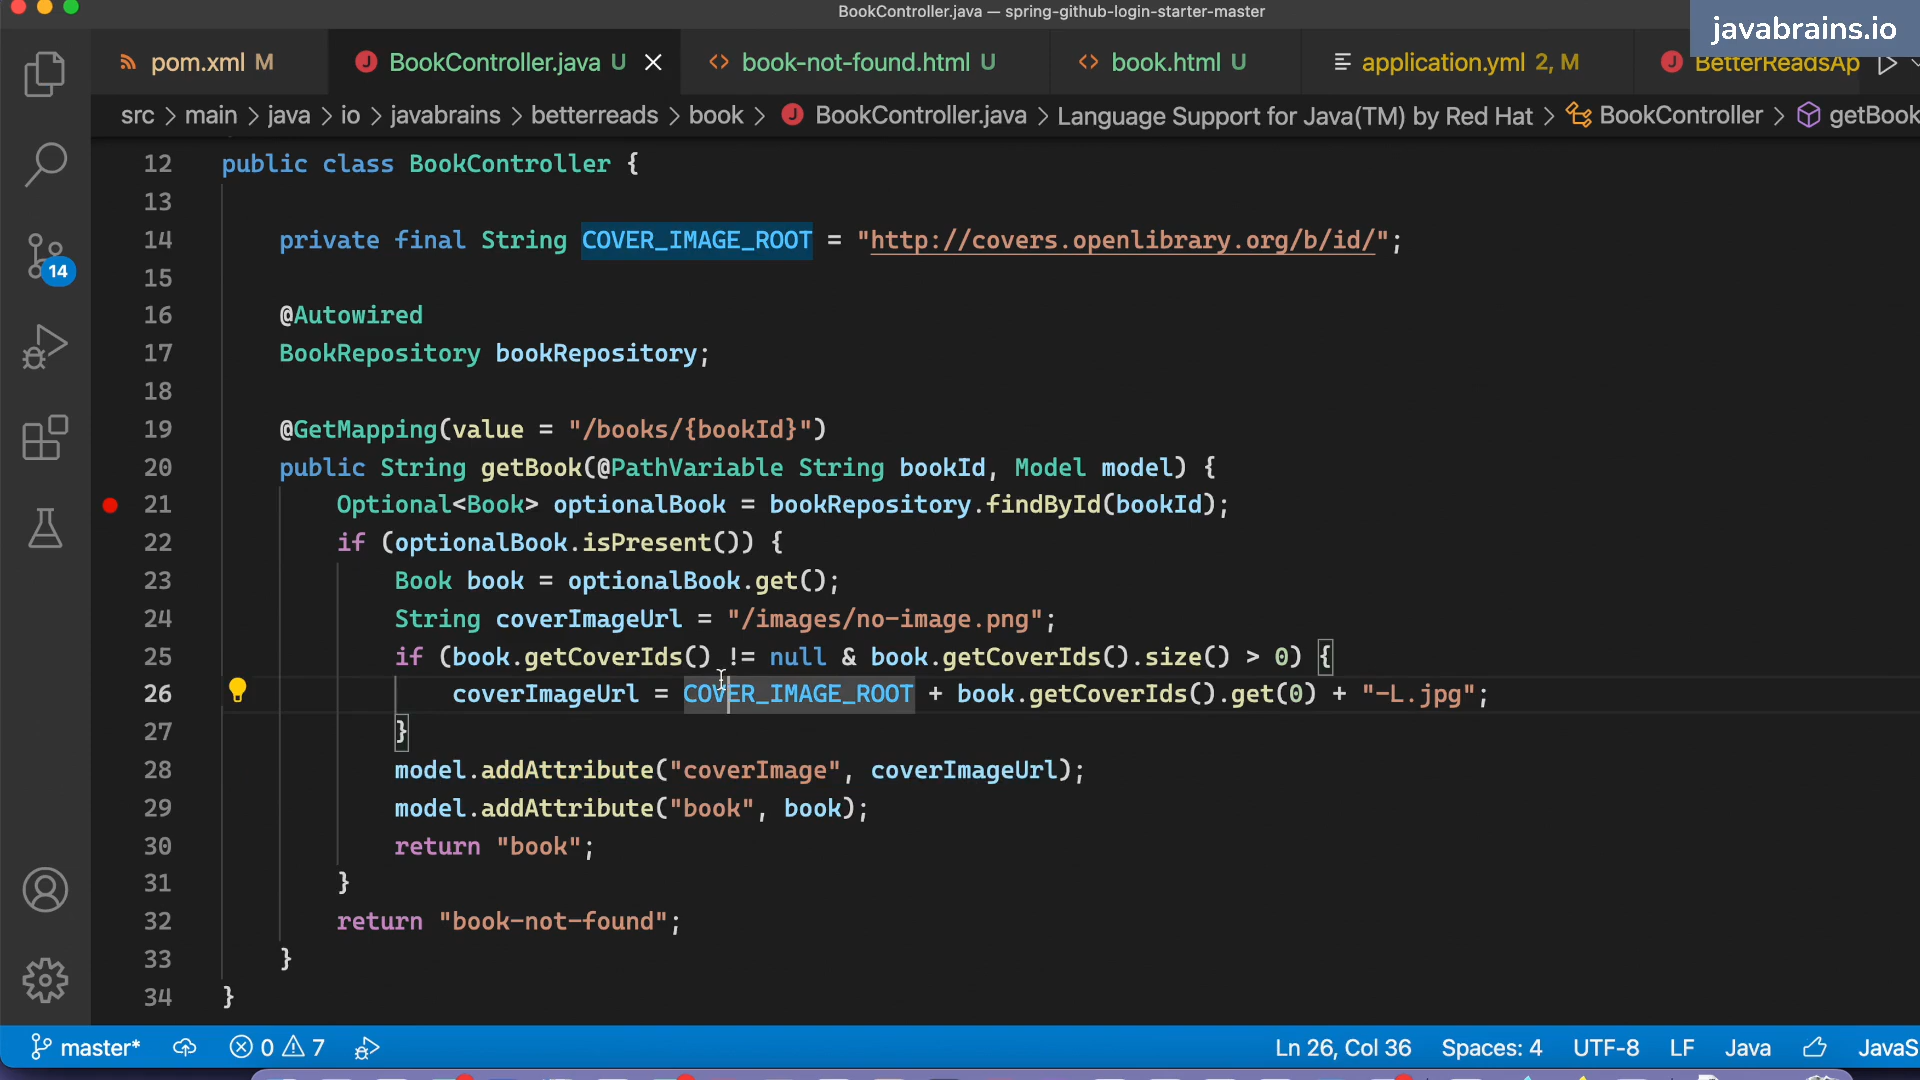 BookController.java — spring-github-login-starter-master
javabrains.io
pom.xml M
BookController.java U
book-not-found.html U
book.html U
application.yml 2, M
BetterReadsAp
src > main > java > io > javabrains > betterreads > book > BookController.java > Language Support for Java(TM) by Red Hat > BookController > getBook
12 public class BookController {
13
14 private final String COVER_IMAGE_ROOT = "http://covers.openlibrary.org/b/id/";
15
16 @Autowired
17 BookRepository bookRepository;
18
19 @GetMapping(value = "/books/{bookId}")
20 public String getBook(@PathVariable String bookId, Model model) {
21 Optional<Book> optionalBook = bookRepository.findById(bookId);
22 if (optionalBook.isPresent()) {
23 Book book = optionalBook.get();
24 String coverImageUrl = "/images/no-image.png";
25 if (book.getCoverIds() != null & book.getCoverIds().size() > 0) {
26 coverImageUrl = COVER_IMAGE_ROOT + book.getCoverIds().get(0) + "-L.jpg";
27 }
28 model.addAttribute("coverImage", coverImageUrl);
29 model.addAttribute("book", book);
30 return "book";
31 }
32 return "book-not-found";
33 }
34 }
14
master* 0 7 Ln 26, Col 36 Spaces: 4 UTF-8 LF Java JavaS